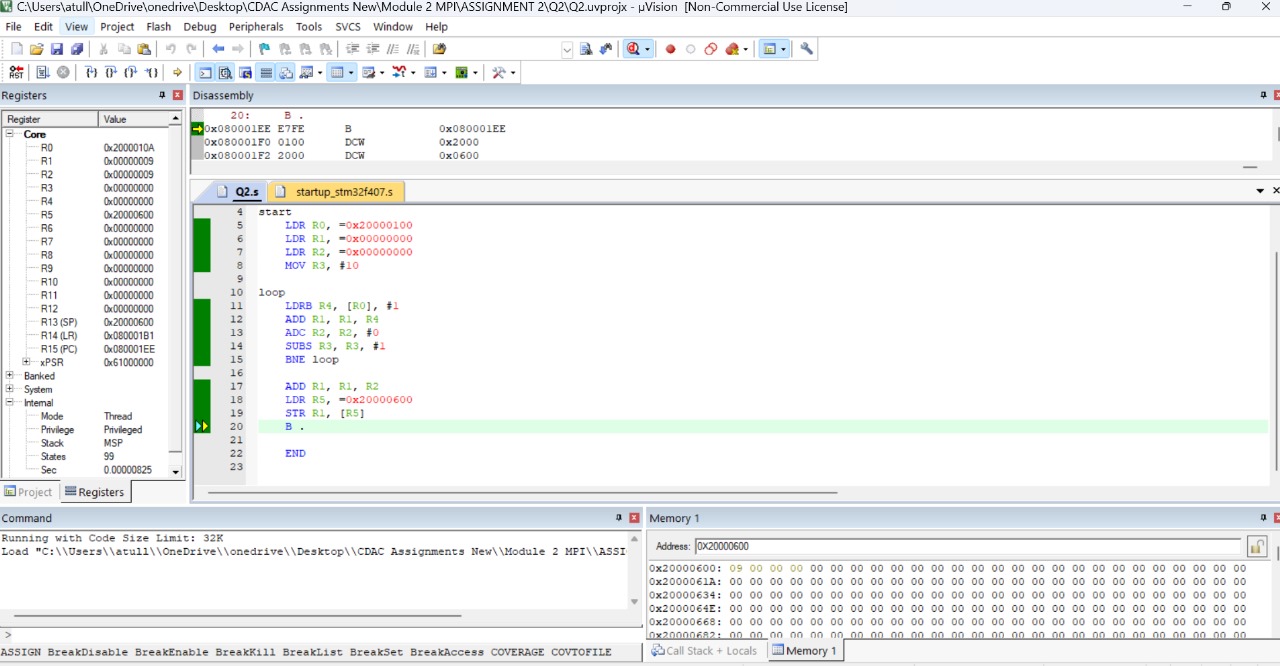 C:\Users\atull\OneDrive\onedrive\Desktop\CDAC Assignments New\Module 2 MPI\ASSIGNMENT 2\Q2\Q2.uvprojx - µVision [Non-Commercial Use License]
File Edit View Project Flash Debug Peripherals Tools SVCS Window Help
Registers
Register Value
Core
R0 0x2000010A
R1 0x00000009
R2 0x00000009
R3 0x00000000
R4 0x00000000
R5 0x20000600
R6 0x00000000
R7 0x00000000
R8 0x00000000
R9 0x00000000
R10 0x00000000
R11 0x00000000
R12 0x00000000
R13 (SP) 0x20000600
R14 (LR) 0x080001B1
R15 (PC) 0x080001EE
xPSR 0x61000000
Banked
System
Internal
Mode Thread
Privilege Privileged
Stack MSP
States 99
Sec 0.00000825
Project Registers
Disassembly
20: B .
0x080001EE E7FE B 0x080001EE
0x080001F0 0100 DCW 0x2000
0x080001F2 2000 DCW 0x0600
Q2.s startup_stm32f407.s
4 start
5 LDR R0, =0x20000100
6 LDR R1, =0x00000000
7 LDR R2, =0x00000000
8 MOV R3, #10
9
10 loop
11 LDRB R4, [R0], #1
12 ADD R1, R1, R4
13 ADC R2, R2, #0
14 SUBS R3, R3, #1
15 BNE loop
16
17 ADD R1, R1, R2
18 LDR R5, =0x20000600
19 STR R1, [R5]
20 B .
21
22 END
23
Command
Running with Code Size Limit: 32K
Load "C:\\Users\\atull\\OneDrive\\onedrive\\Desktop\\CDAC Assignments New\\Module 2 MPI\\ASSI
>
ASSIGN BreakDisable BreakEnable BreakKill BreakList BreakSet BreakAccess COVERAGE COVTOFILE
Memory 1
Address: 0X20000600
0x20000600: 09 00 00 00 00 00 00 00 00 00 00 00 00 00 00 00 00 00 00 00 00 00 00 00 00 00
0x2000061A: 00 00 00 00 00 00 00 00 00 00 00 00 00 00 00 00 00 00 00 00 00 00 00 00 00 00
0x20000634: 00 00 00 00 00 00 00 00 00 00 00 00 00 00 00 00 00 00 00 00 00 00 00 00 00 00
0x2000064E: 00 00 00 00 00 00 00 00 00 00 00 00 00 00 00 00 00 00 00 00 00 00 00 00 00 00
0x20000668: 00 00 00 00 00 00 00 00 00 00 00 00 00 00 00 00 00 00 00 00 00 00 00 00 00 00
0x20000682: 00 00 00 00 00 00 00 00 00 00 00 00 00 00 00 00 00 00 00 00 00 00 00 00 00 00
Call Stack + Locals Memory 1